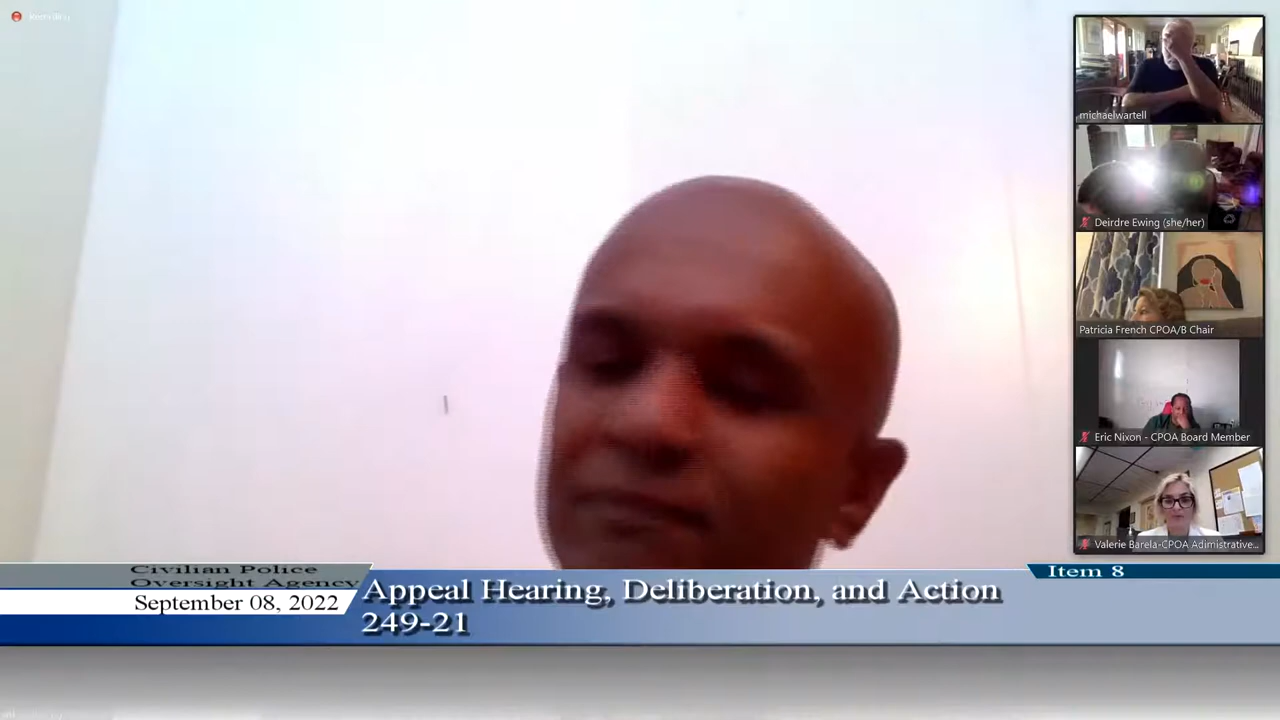 michaelwartell
Deirdre Ewing (she/her)
Patricia French CPOA/B Chair
Eric Nixon - CPOA Board Member
Valerie Barela-CPOA Adimistrative...
Civilian Police
Oversight Agency
September 08, 2022
Item 8
Appeal Hearing, Deliberation, and Action
249-21